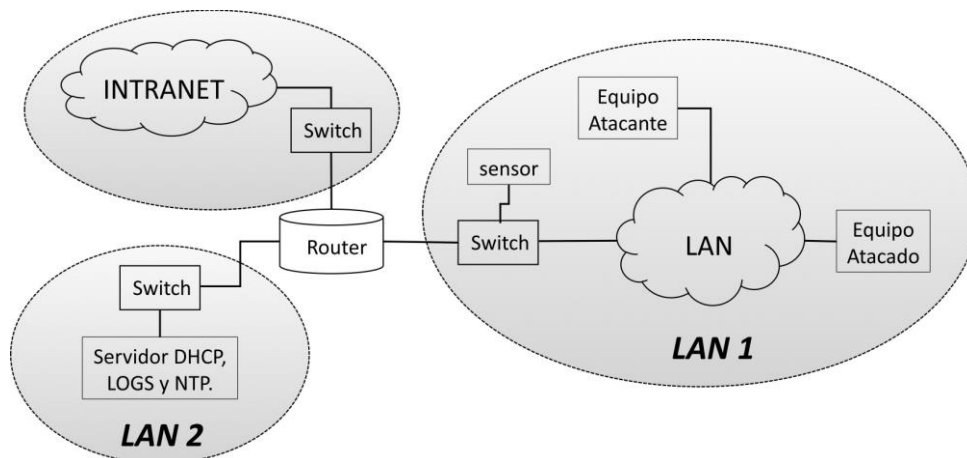 INTRANET
Switch
Equipo
Atacante
sensor
Switch
LAN
Equipo
Atacado
LAN 1
Router
Switch
Servidor DHCP,
LOGS y NTP.
LAN 2